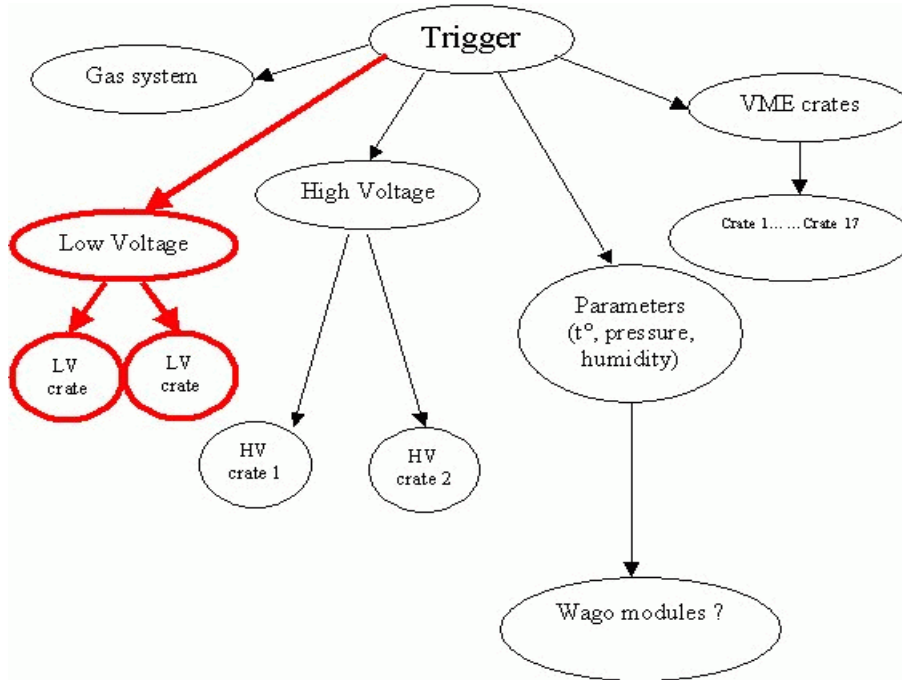 Trigger
Gas system
VME crates
High Voltage
Crate 1... ... Crate 17
Low Voltage
Parameters
(t°, pressure,
humidity)
LV
crate
LV
crate
HV
crate 1
HV
crate 2
Wago modules ?